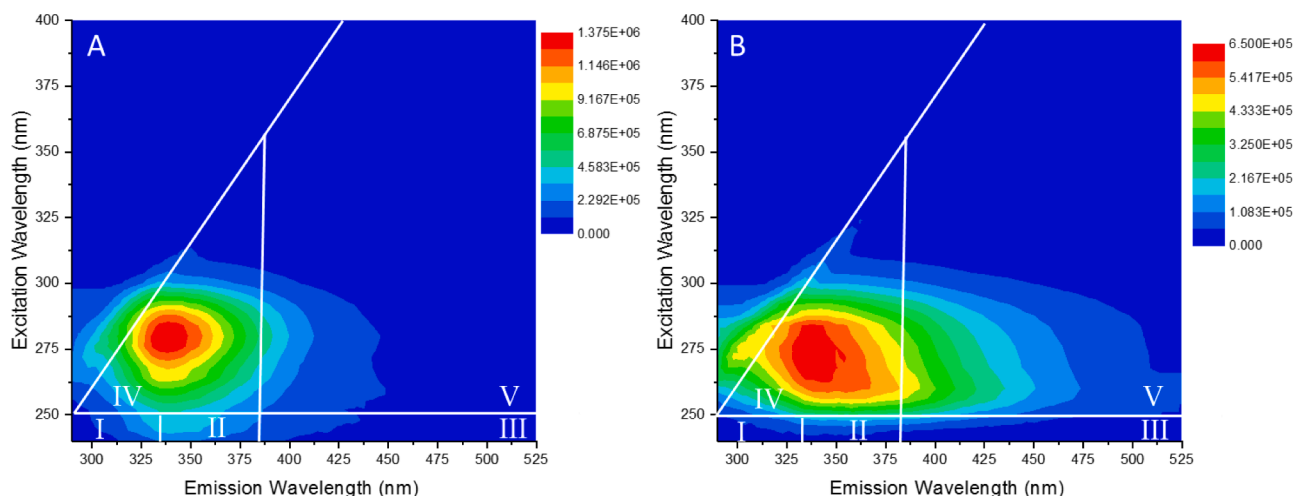 A
Excitation Wavelength (nm)
400
375
350
325
300
275
250
300 325 350 375 400 425 450 475 500 525
Emission Wavelength (nm)
IV
V
I
II
III
1.375E+06
1.146E+06
9.167E+05
6.875E+05
4.583E+05
2.292E+05
0.000
B
Excitation Wavelength (nm)
400
375
350
325
300
275
250
300 325 350 375 400 425 450 475 500 525
Emission Wavelength (nm)
IV
V
I
II
III
6.500E+05
5.417E+05
4.333E+05
3.250E+05
2.167E+05
1.083E+05
0.000